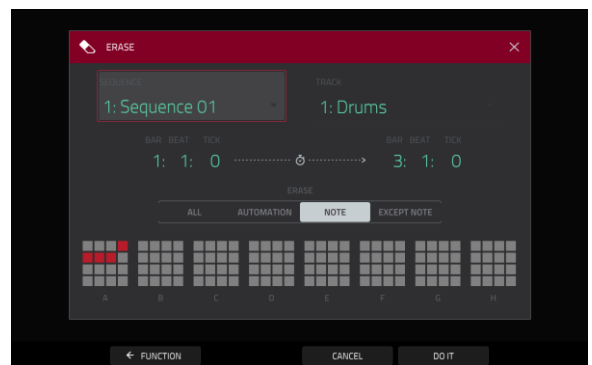 ERASE
SEQUENCE TRACK
1: Sequence 01 1: Drums
BAR BEAT TICK BAR BEAT TICK
1: 1: 0 3: 1: 0
ERASE
ALL AUTOMATION NOTE EXCEPT NOTE
A B C D E F G H
FUNCTION CANCEL DO IT